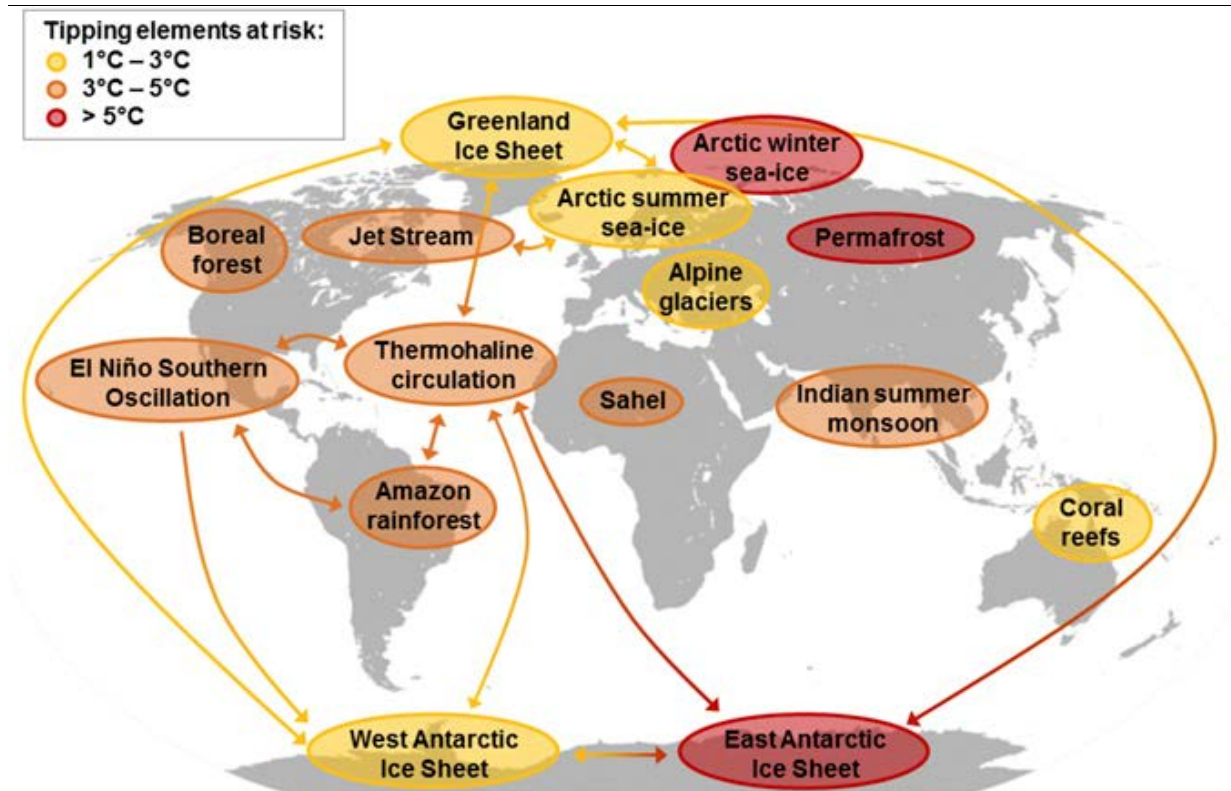 Tipping elements at risk:
1°C – 3°C
3°C – 5°C
> 5°C
Greenland
Ice Sheet
Arctic winter
sea-ice
Arctic summer
sea-ice
Boreal
forest
Jet Stream
Permafrost
Alpine
glaciers
El Niño Southern
Oscillation
Thermohaline
circulation
Sahel
Indian summer
monsoon
Amazon
rainforest
Coral
reefs
West Antarctic
Ice Sheet
East Antarctic
Ice Sheet